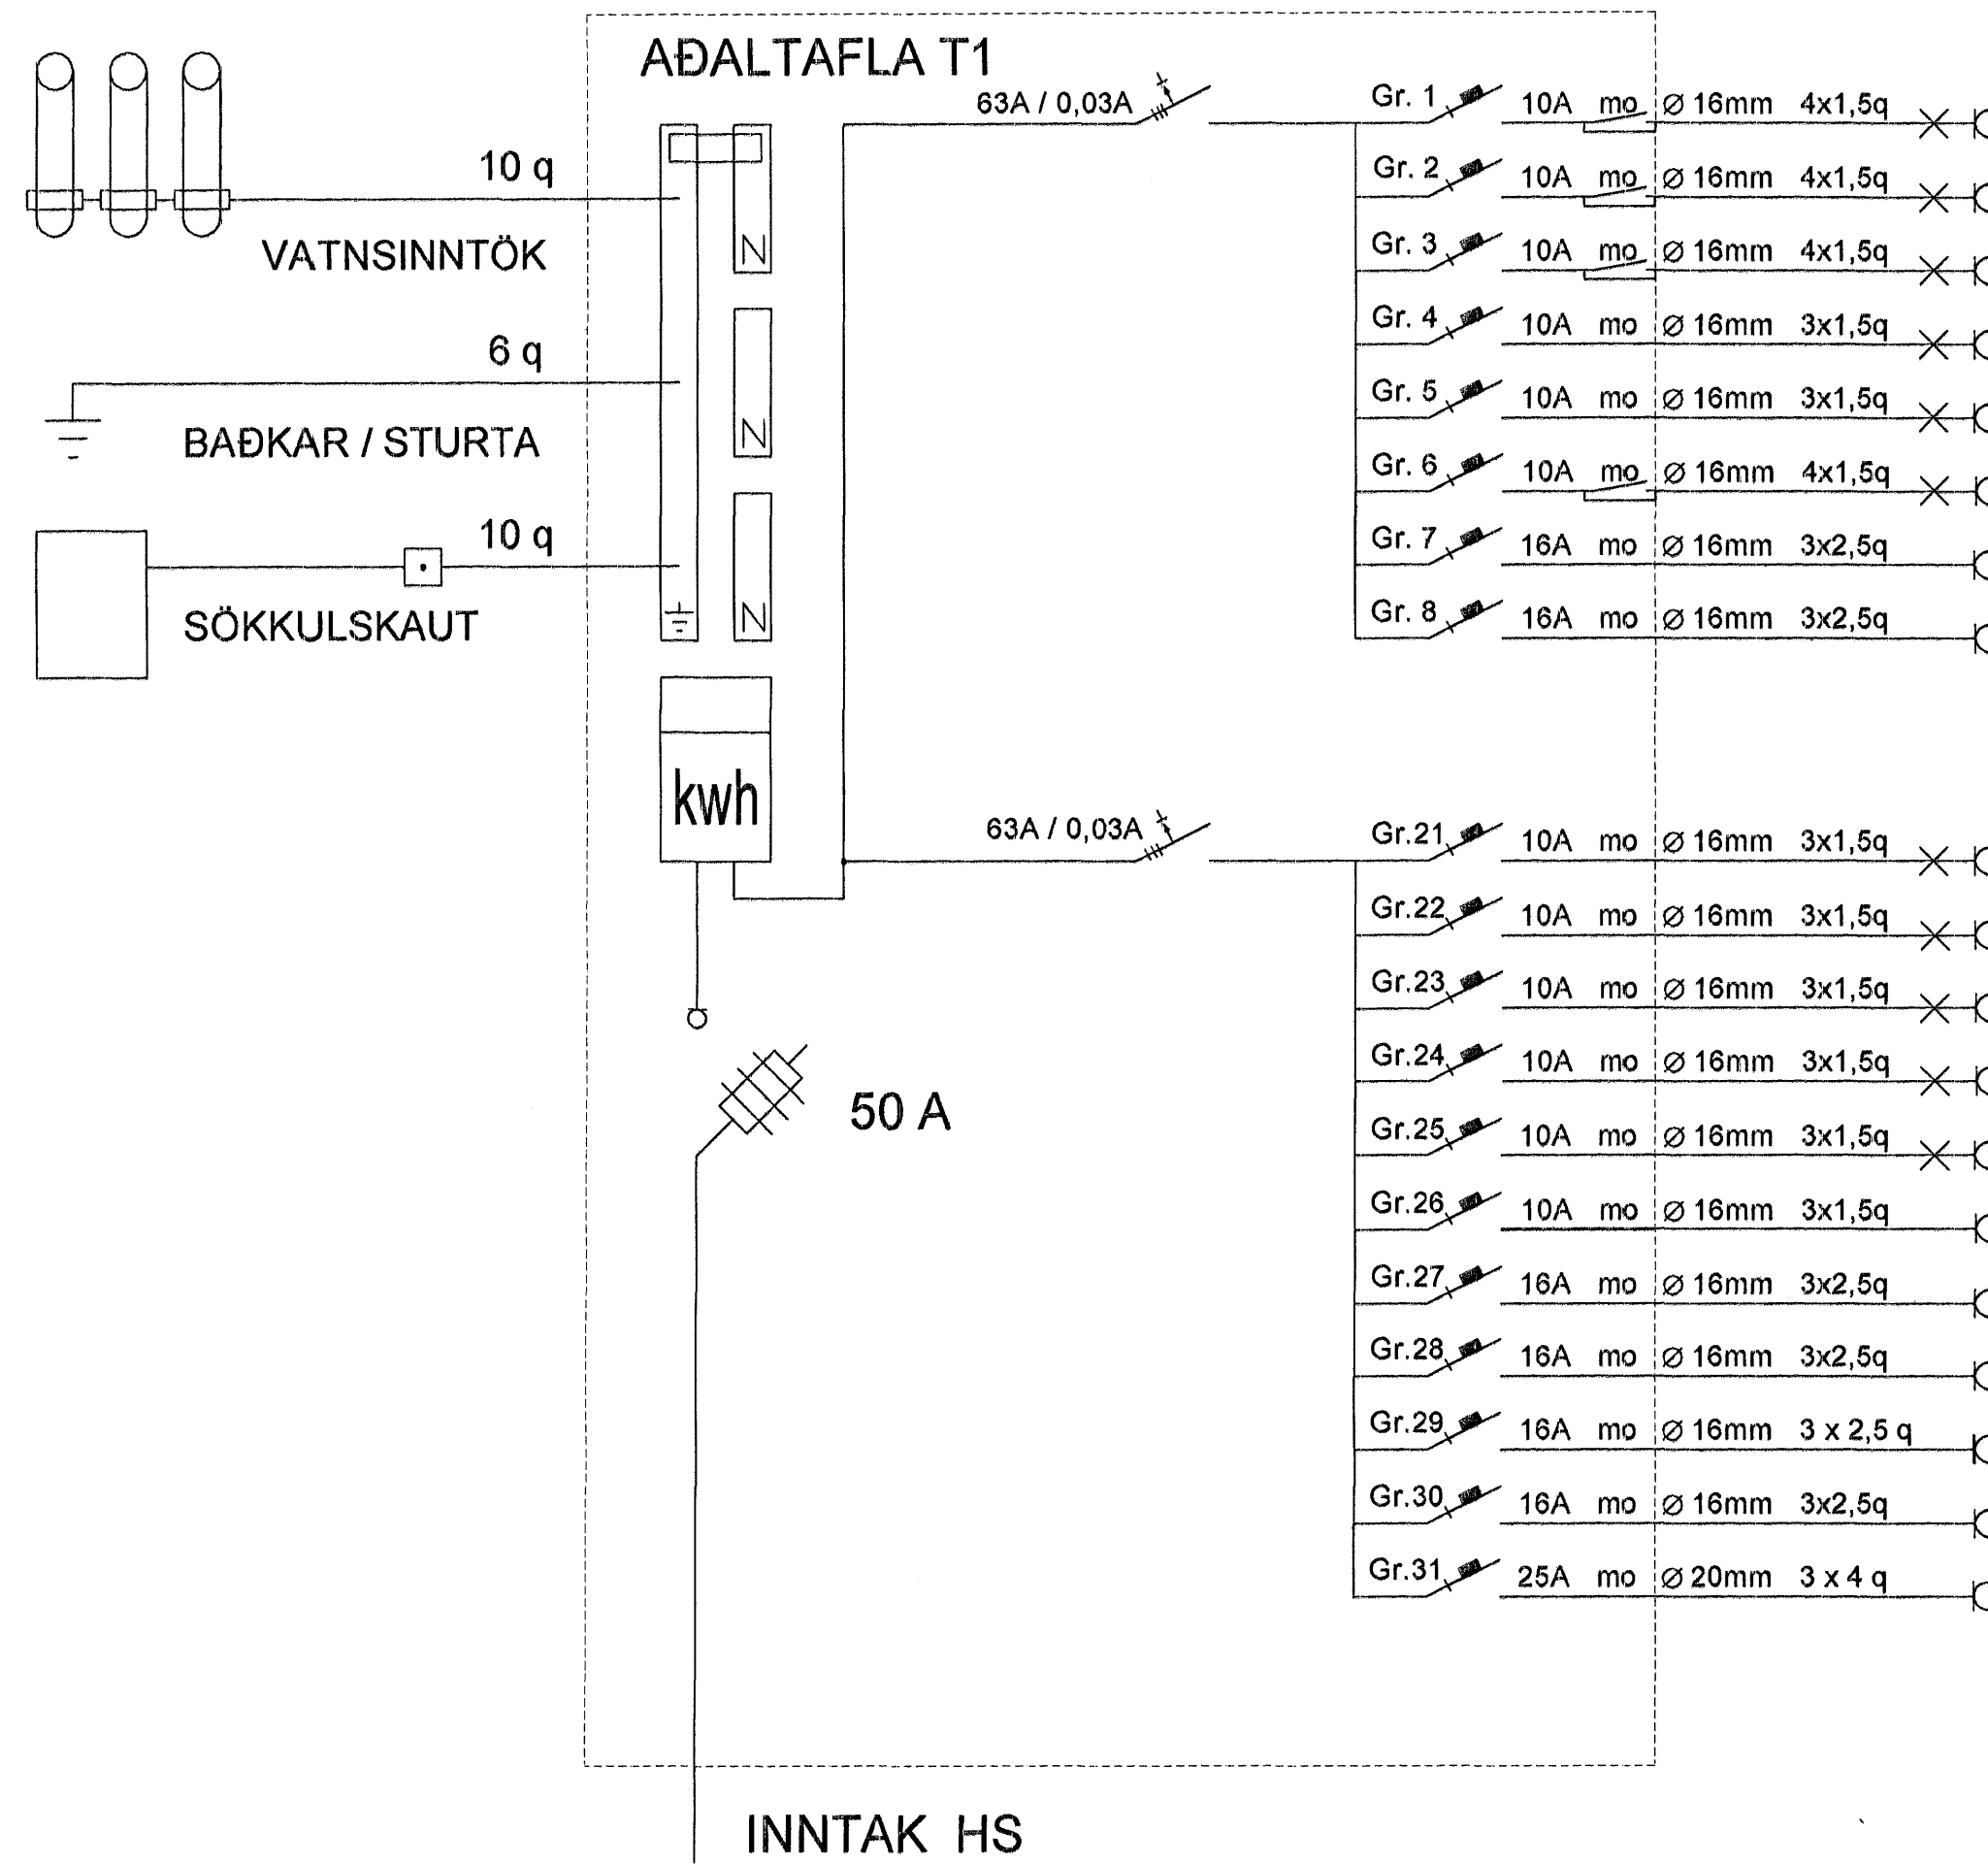 AÐALTAFLA T1
10 q
VATNSINNTÖK
6 q
BAÐKAR / STURTA
10 q
SÖKKULSKAUT
N
N
N
kwh
50 A
INNTAK HS
63A / 0,03A
Gr. 1 10A mo Ø 16mm 4x1,5q
Gr. 2 10A mo Ø 16mm 4x1,5q
Gr. 3 10A mo Ø 16mm 4x1,5q
Gr. 4 10A mo Ø 16mm 3x1,5q
Gr. 5 10A mo Ø 16mm 3x1,5q
Gr. 6 10A mo Ø 16mm 4x1,5q
Gr. 7 16A mo Ø 16mm 3x2,5q
Gr. 8 16A mo Ø 16mm 3x2,5q
63A / 0,03A
Gr.21 10A mo Ø 16mm 3x1,5q
Gr.22 10A mo Ø 16mm 3x1,5q
Gr.23 10A mo Ø 16mm 3x1,5q
Gr.24 10A mo Ø 16mm 3x1,5q
Gr.25 10A mo Ø 16mm 3x1,5q
Gr.26 10A mo Ø 16mm 3x1,5q
Gr.27 16A mo Ø 16mm 3x2,5q
Gr.28 16A mo Ø 16mm 3x2,5q
Gr.29 16A mo Ø 16mm 3 x 2,5 q
Gr.30 16A mo Ø 16mm 3x2,5q
Gr.31 25A mo Ø 20mm 3 x 4 q